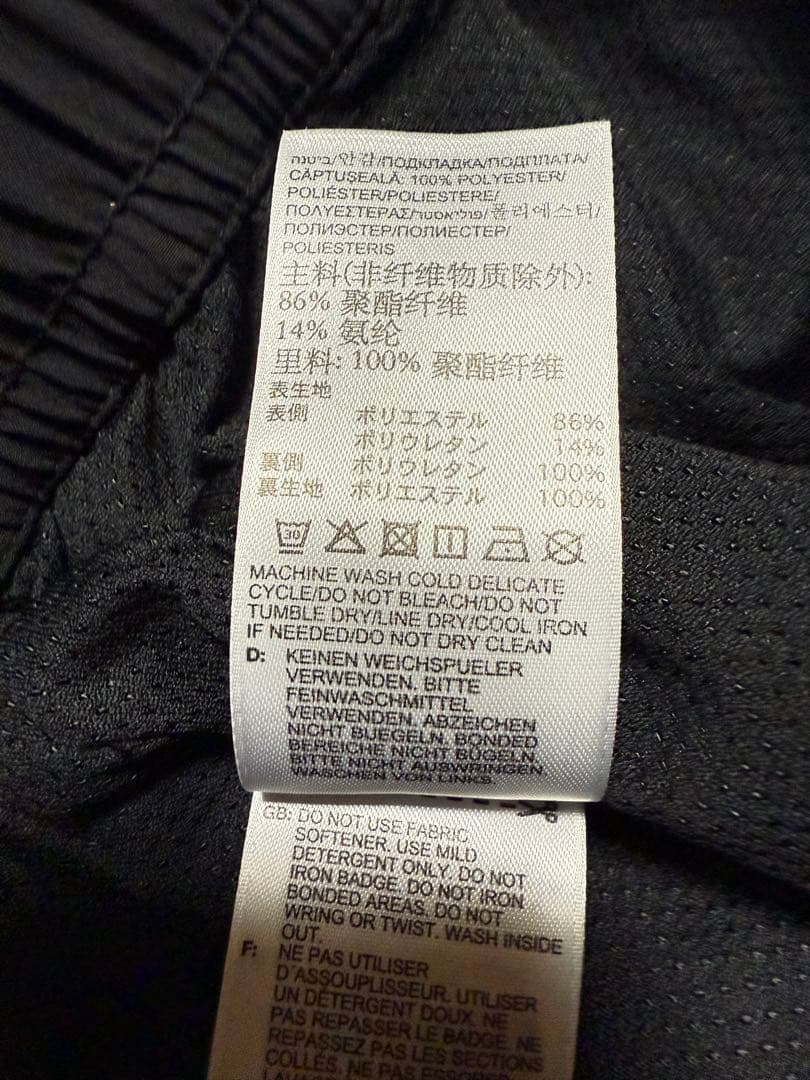 ביטנה/안감/ПОДКЛАДКА/ПОДПЛАТА/
CĂPTUȘEALĂ: 100% POLYESTER/
POLIÉSTER/POLIESTERE/
ΠΟΛΥΕΣΤΕΡΑΣ/פוליאסטר/폴리에스터/
ПОЛИЭСТЕР/ПОЛИЕСТЕР/
POLIESTERIS
主料(非纤维物质除外):
86% 聚酯纤维
14% 氨纶
里料: 100% 聚酯纤维
表生地
表側 ポリエステル 86%
ポリウレタン 14%
裏側 ポリウレタン 100%
裏生地 ポリエステル 100%
30
MACHINE WASH COLD DELICATE
CYCLE/DO NOT BLEACH/DO NOT
TUMBLE DRY/LINE DRY/COOL IRON
IF NEEDED/DO NOT DRY CLEAN
D: KEINEN WEICHSPUELER
VERWENDEN. BITTE
FEINWASCHMITTEL
VERWENDEN. ABZEICHEN
NICHT BUEGELN. BONDED
BEREICHE NICHT BÜGELN.
BITTE NICHT AUSWRINGEN.
WASCHEN VON LINKS.
GB: DO NOT USE FABRIC
SOFTENER. USE MILD
DETERGENT ONLY. DO NOT
IRON BADGE. DO NOT IRON
BONDED AREAS. DO NOT
WRING OR TWIST. WASH INSIDE
OUT.
F: NE PAS UTILISER
D'ASSOUPLISSEUR. UTILISER
UN DÉTERGENT DOUX. NE
PAS REPASSER LE BADGE. NE
REPASSEZ PAS LES SECTIONS
COLLÉS. NE PAS ESSORER.